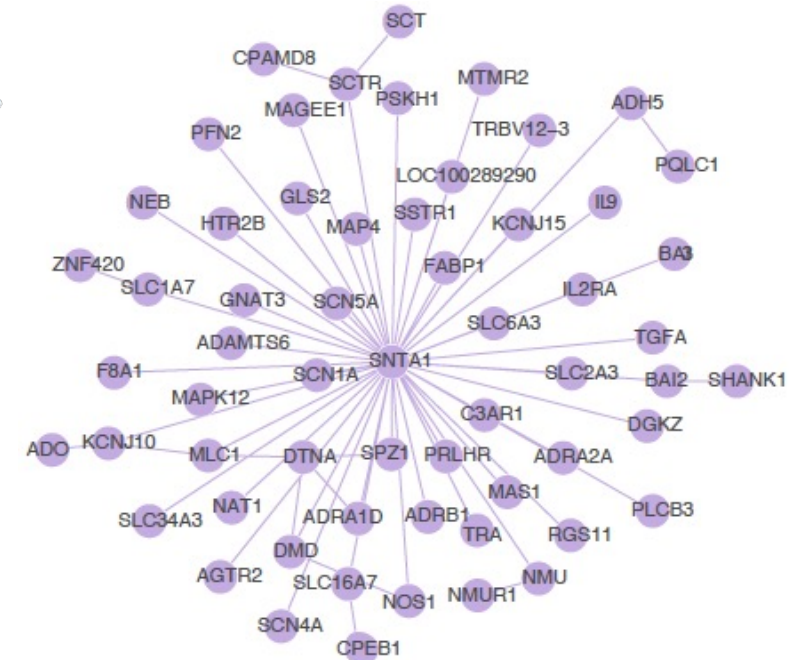 SCT
CPAMD8
SCTR
MTMR2
PSKH1
ADH5
MAGEE1
PFN2
TRBV12-3
PQLC1
LOC100289290
GLS2
NEB
IL9
SSTR1
HTR2B
MAP4
KCNJ15
BA3
ZNF420
FABP1
SLC1A7
IL2RA
GNAT3
SCN5A
SLC6A3
TGFA
ADAMTS6
SNTA1
F8A1
SCN1A
SLC2A3
BAI2
SHANK1
MAPK12
C3AR1
DGKZ
ADO
KCNJ10
MLC1
DTNA
SPZ1
PRLHR
ADRA2A
MAS1
NAT1
PLCB3
SLC34A3
ADRA1D
ADRB1
TRA
RGS11
DMD
AGTR2
SLC16A7
NMU
NMUR1
NOS1
SCN4A
CPEB1